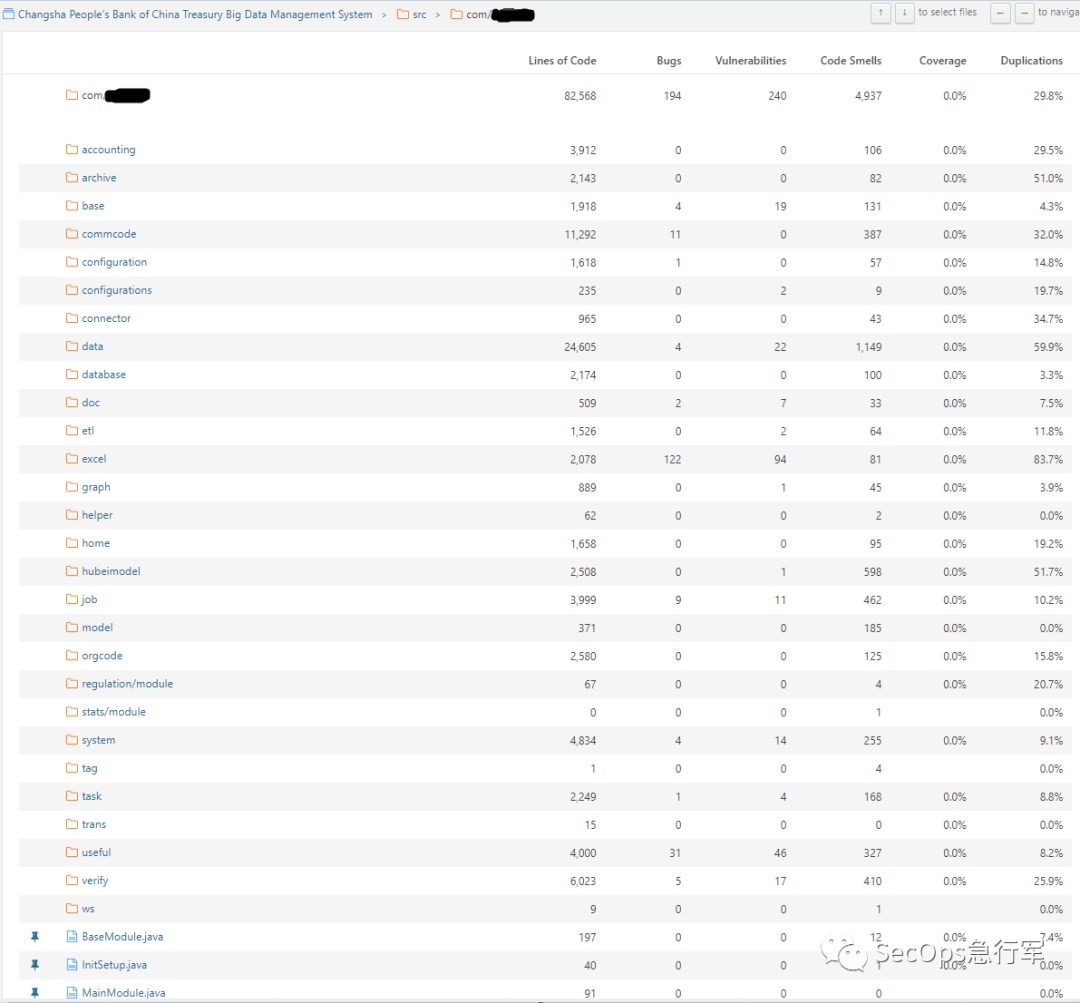 Changsha People's Bank of China Treasury Big Data Management System > src > com/ ↑ ↓ to select files ← → to naviga
Lines of Code Bugs Vulnerabilities Code Smells Coverage Duplications
com/ 82,568 194 240 4,937 0.0% 29.8%
accounting 3,912 0 0 106 0.0% 29.5%
archive 2,143 0 0 82 0.0% 51.0%
base 1,918 4 19 131 0.0% 4.3%
commcode 11,292 11 0 387 0.0% 32.0%
configuration 1,618 1 0 57 0.0% 14.8%
configurations 235 0 2 9 0.0% 19.7%
connector 965 0 0 43 0.0% 34.7%
data 24,605 4 22 1,149 0.0% 59.9%
database 2,174 0 0 100 0.0% 3.3%
doc 509 2 7 33 0.0% 7.5%
etl 1,526 0 2 64 0.0% 11.8%
excel 2,078 122 94 81 0.0% 83.7%
graph 889 0 1 45 0.0% 3.9%
helper 62 0 0 2 0.0% 0.0%
home 1,658 0 0 95 0.0% 19.2%
hubeimodel 2,508 0 1 598 0.0% 51.7%
job 3,999 9 11 462 0.0% 10.2%
model 371 0 0 185 0.0% 0.0%
orgcode 2,580 0 0 125 0.0% 15.8%
regulation/module 67 0 0 4 0.0% 20.7%
stats/module 0 0 0 1 0.0%
system 4,834 4 14 255 0.0% 9.1%
tag 1 0 0 4 0.0%
task 2,249 1 4 168 0.0% 8.8%
trans 15 0 0 0 0.0% 0.0%
useful 4,000 31 46 327 0.0% 8.2%
verify 6,023 5 17 410 0.0% 25.9%
ws 9 0 0 1 0.0%
BaseModule.java 197 0 0 12 0.0% 7.4%
SecOps急行军
InitSetup.java 40 0 0 1 0.0% 0.0%
MainModule.java 91 0 0 0 0.0% 0.0%